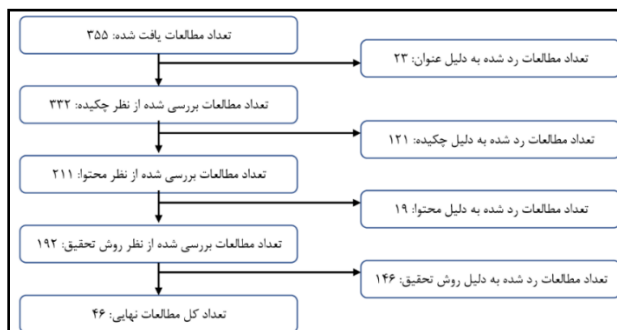 تعداد مطالعات یافت شده: ۳۵۵
تعداد مطالعات رد شده به دلیل عنوان: ۲۳
تعداد مطالعات بررسی شده از نظر چکیده: ۳۳۲
تعداد مطالعات رد شده به دلیل چکیده: ۱۲۱
تعداد مطالعات بررسی شده از نظر محتوا: ۲۱۱
تعداد مطالعات رد شده به دلیل محتوا: ۱۹
تعداد مطالعات بررسی شده از نظر روش تحقیق: ۱۹۲
تعداد مطالعات رد شده به دلیل روش تحقیق: ۱۴۶
تعداد کل مطالعات نهایی: ۴۶